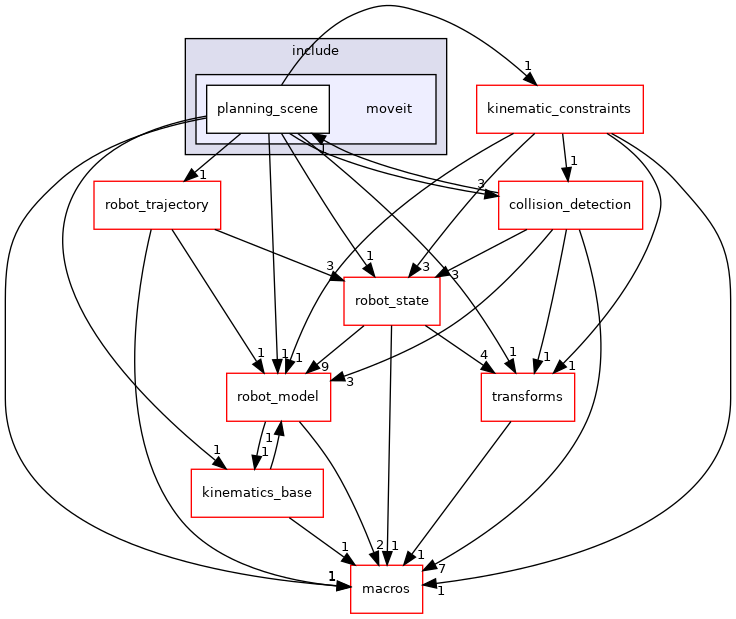 include
1
planning_scene
moveit
kinematic_constraints
1
1
1
3
robot_trajectory
collision_detection
1
3
3
3
robot_state
1
1
1
9
4
1
1
1
3
robot_model
transforms
1
1
1
kinematics_base
1
2
1
1
7
1
1
1
macros